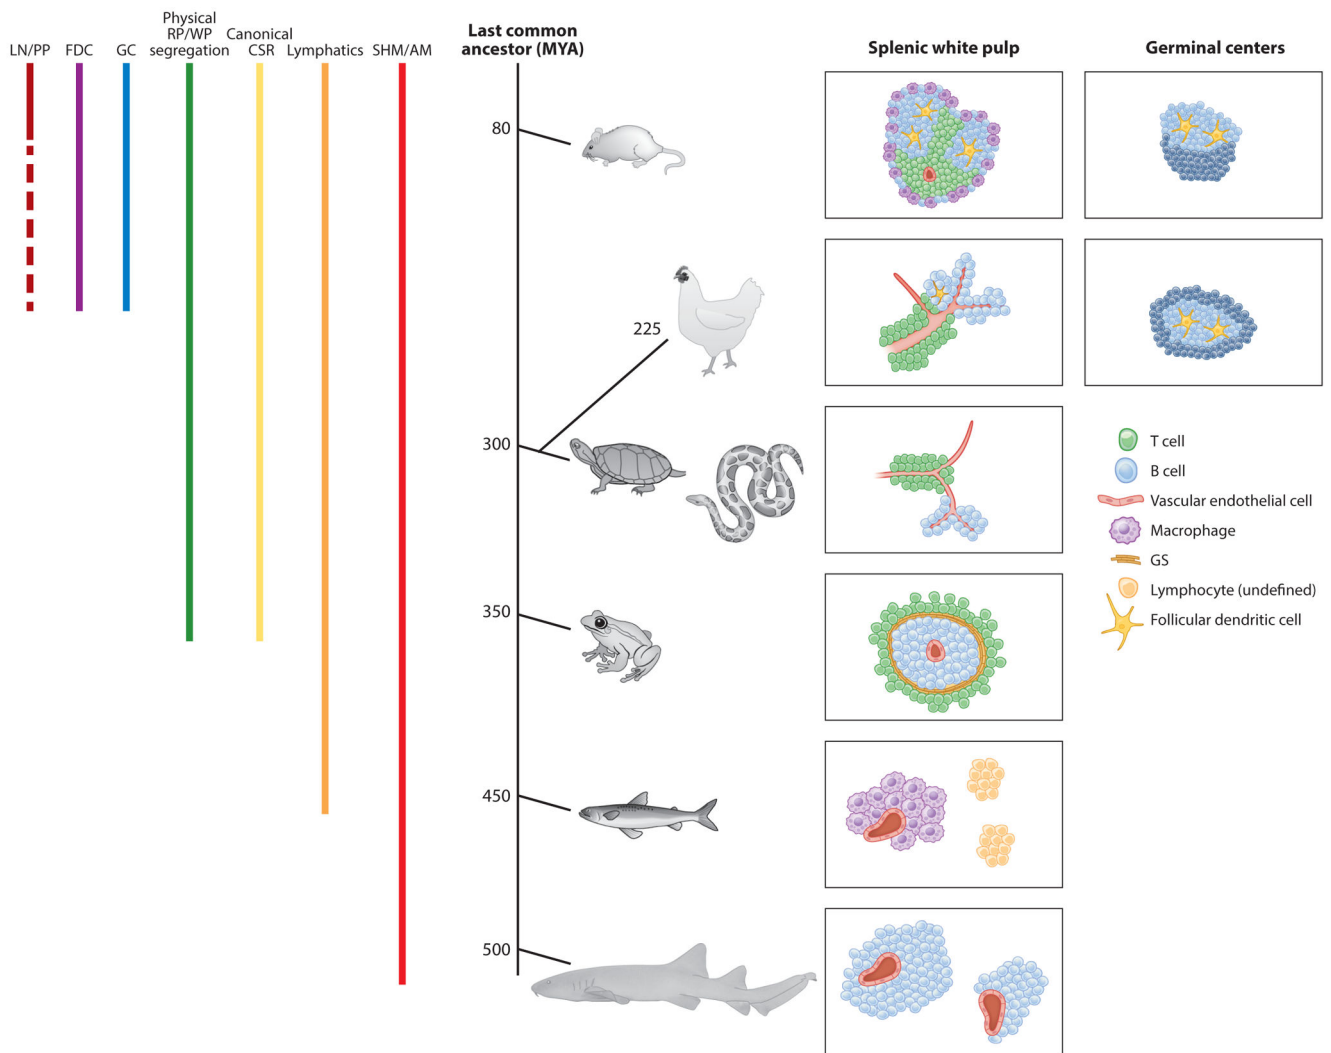 LN/PP
FDC
GC
Physical
RP/WP
segregation
Canonical
CSR
Lymphatics
SHM/AM
Last common
ancestor (MYA)
Splenic white pulp
Germinal centers
80
225
300
350
450
500
T cell
B cell
Vascular endothelial cell
Macrophage
GS
Lymphocyte (undefined)
Follicular dendritic cell